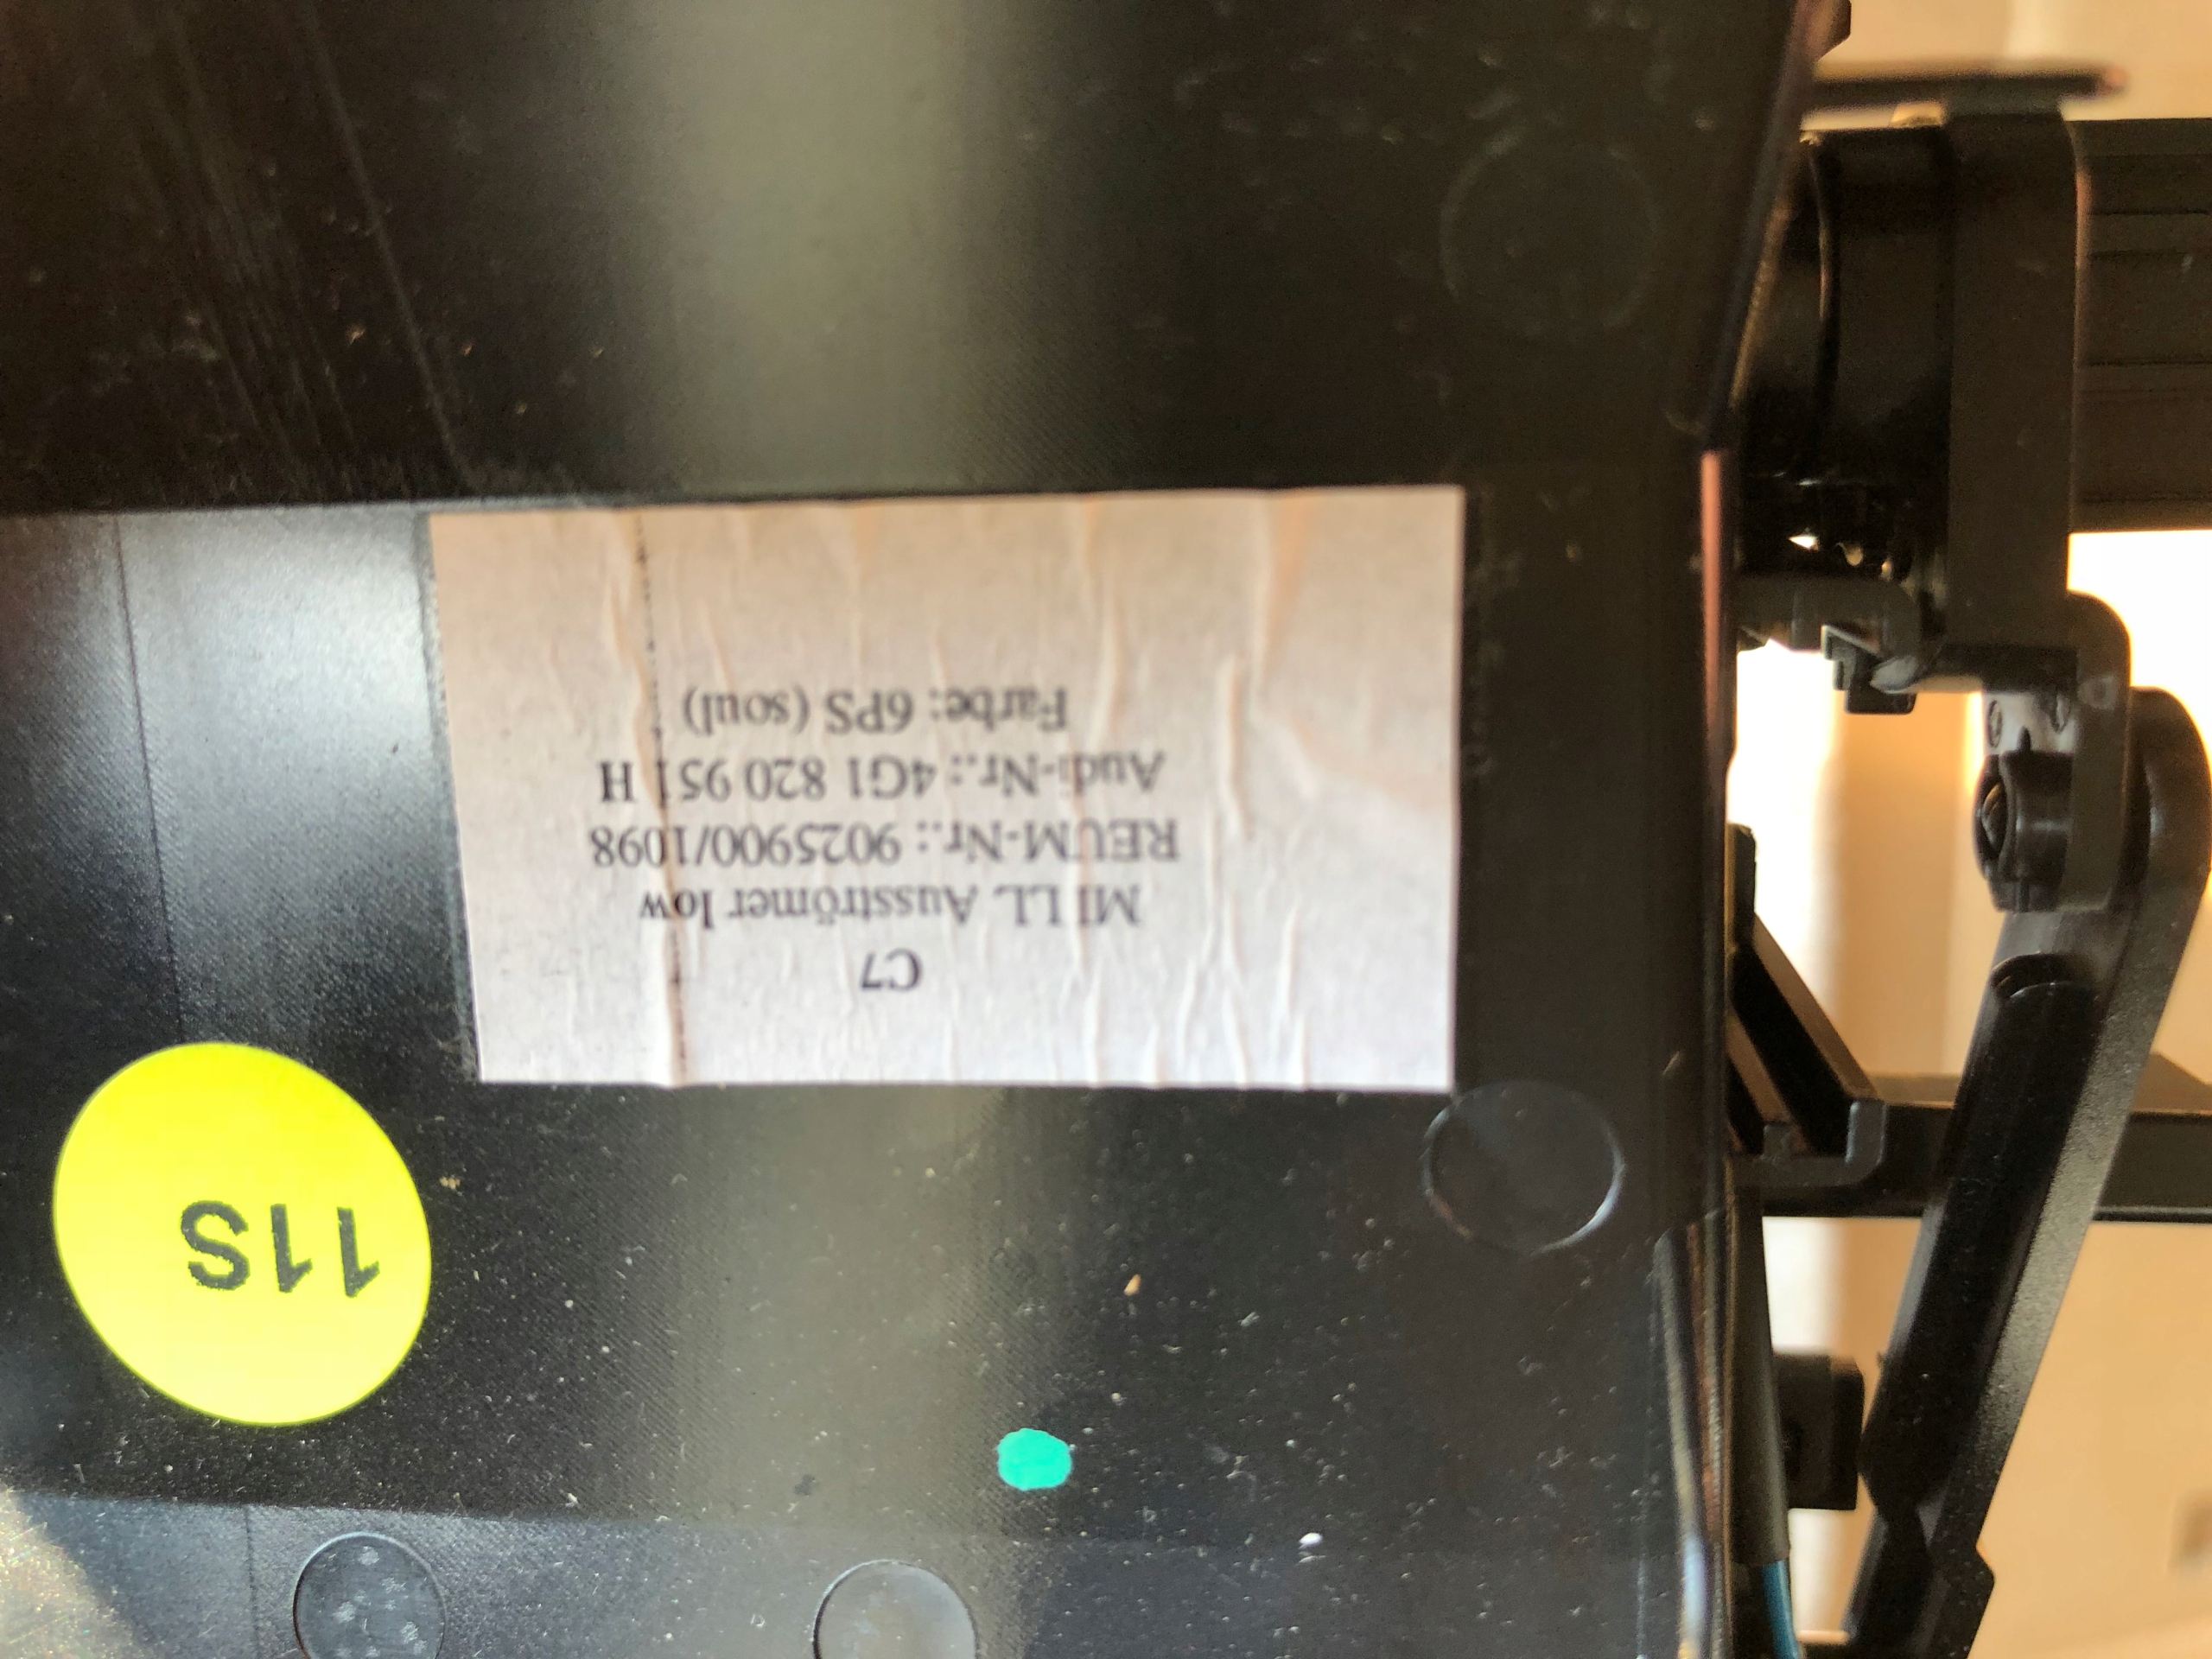 C7
MI LL Ausströmer low
REUM-Nr.: 9025900/1098
Audi-Nr.: 4G1 820 951 H
Farbe: 6PS (soul)
11S